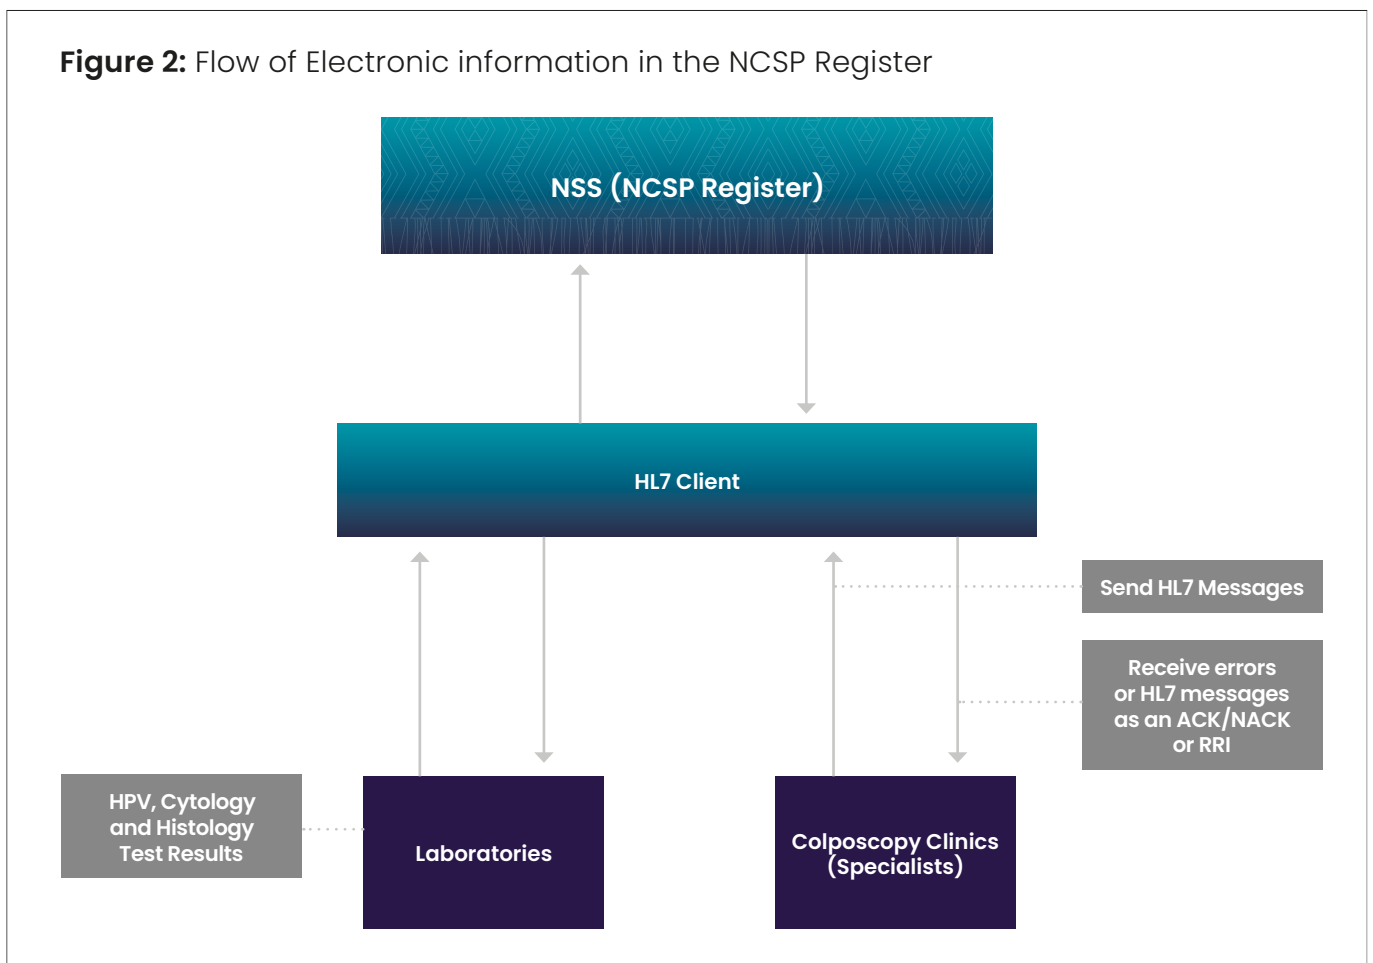 Figure 2: Flow of Electronic information in the NCSP Register
NSS (NCSP Register)
HL7 Client
Send HL7 Messages
Receive errors
or HL7 messages
as an ACK/NACK
or RRI
HPV, Cytology
and Histology
Test Results
Laboratories
Colposcopy Clinics
(Specialists)